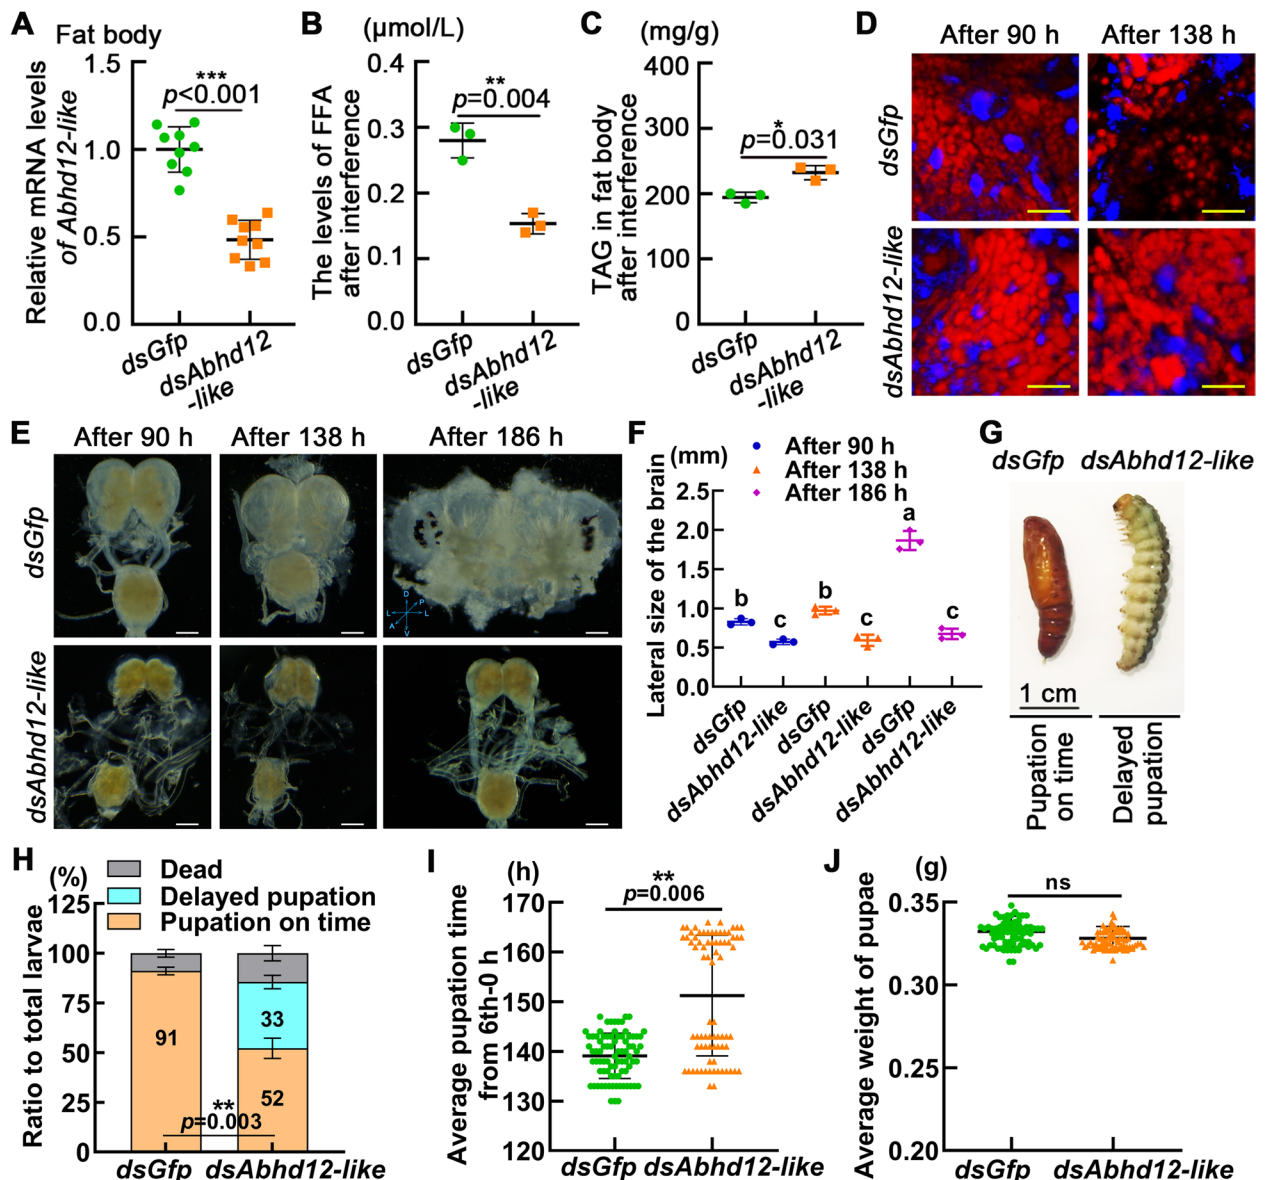 A Fat body
Relative mRNA levels
of Abhd12-like
1.5
1.0
0.5
0.0
***
p<0.001
dsGfp
dsAbhd12
-like
B (μmol/L)
The levels of FFA
after interference
0.4
0.3
0.2
0.1
0.0
**
p=0.004
dsGfp
dsAbhd12
-like
C (mg/g)
TAG in fat body
after interference
400
300
200
100
0
*
p=0.031
dsGfp
dsAbhd12
-like
D After 90 h After 138 h
dsGfp
dsAbhd12-like
E After 90 h After 138 h After 186 h
dsGfp
dsAbhd12-like
D
P
L L
A
V
F (mm)
After 90 h
After 138 h
After 186 h
Lateral size of the brain
2.5
2.0
1.5
1.0
0.5
0.0
b c b c a c
dsGfp
dsAbhd12-like
dsGfp
dsAbhd12-like
dsGfp
dsAbhd12-like
G
dsGfp dsAbhd12-like
1 cm
Pupation
on time
Delayed
pupation
H (%)
Dead
Delayed pupation
Pupation on time
Ratio to total larvae
125
100
75
50
25
0
91
33
52
**
p=0.003
dsGfp dsAbhd12-like
I (h)
Average pupation time
from 6th-0 h
170
160
150
140
130
120
**
p=0.006
dsGfp dsAbhd12-like
J (g)
Average weight of pupae
0.35
0.30
0.25
0.20
ns
dsGfp dsAbhd12-like